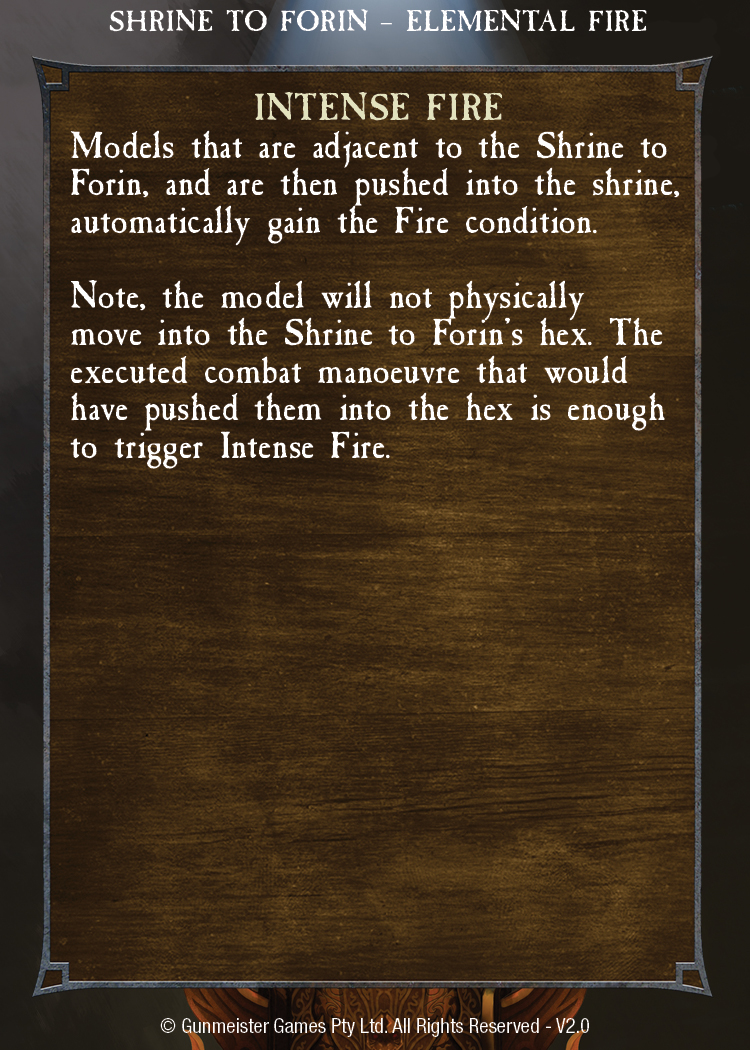 SHRINE TO FORIN – ELEMENTAL FIRE
INTENSE FIRE
Models that are adjacent to the Shrine to
Forin, and are then pushed into the shrine,
automatically gain the Fire condition.
Note, the model will not physically
move into the Shrine to Forin's hex. The
executed combat manoeuvre that would
have pushed them into the hex is enough
to trigger Intense Fire.
© Gunmeister Games Pty Ltd. All Rights Reserved - V2.0